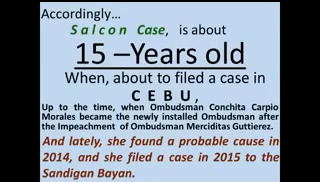 Accordingly…
Salcon Case, is about
15 –Years old
When, about to filed a case in
CEBU,
Up to the time, when Ombudsman Conchita Carpio
Morales became the newly installed Ombudsman after
the Impeachment of Ombudsman Merciditas Guttierez.
And lately, she found a probable cause in
2014, and she filed a case in 2015 to the
Sandigan Bayan.